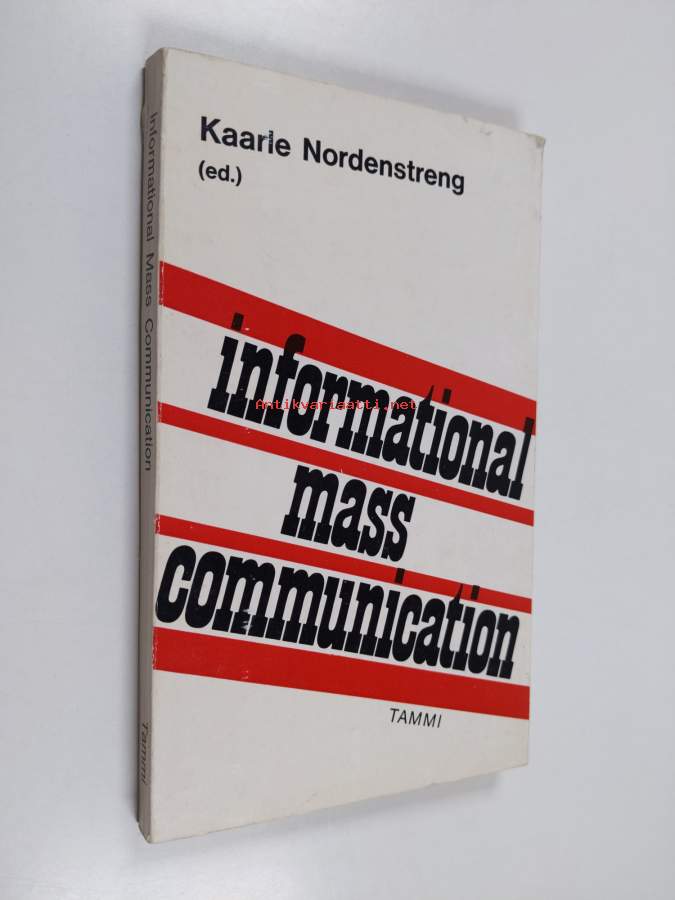 Kaarle Nordenstreng
(ed.)
informational
Antikvariaatti.net
mass
communication
TAMMI
Informational Mass Communication
Tammi